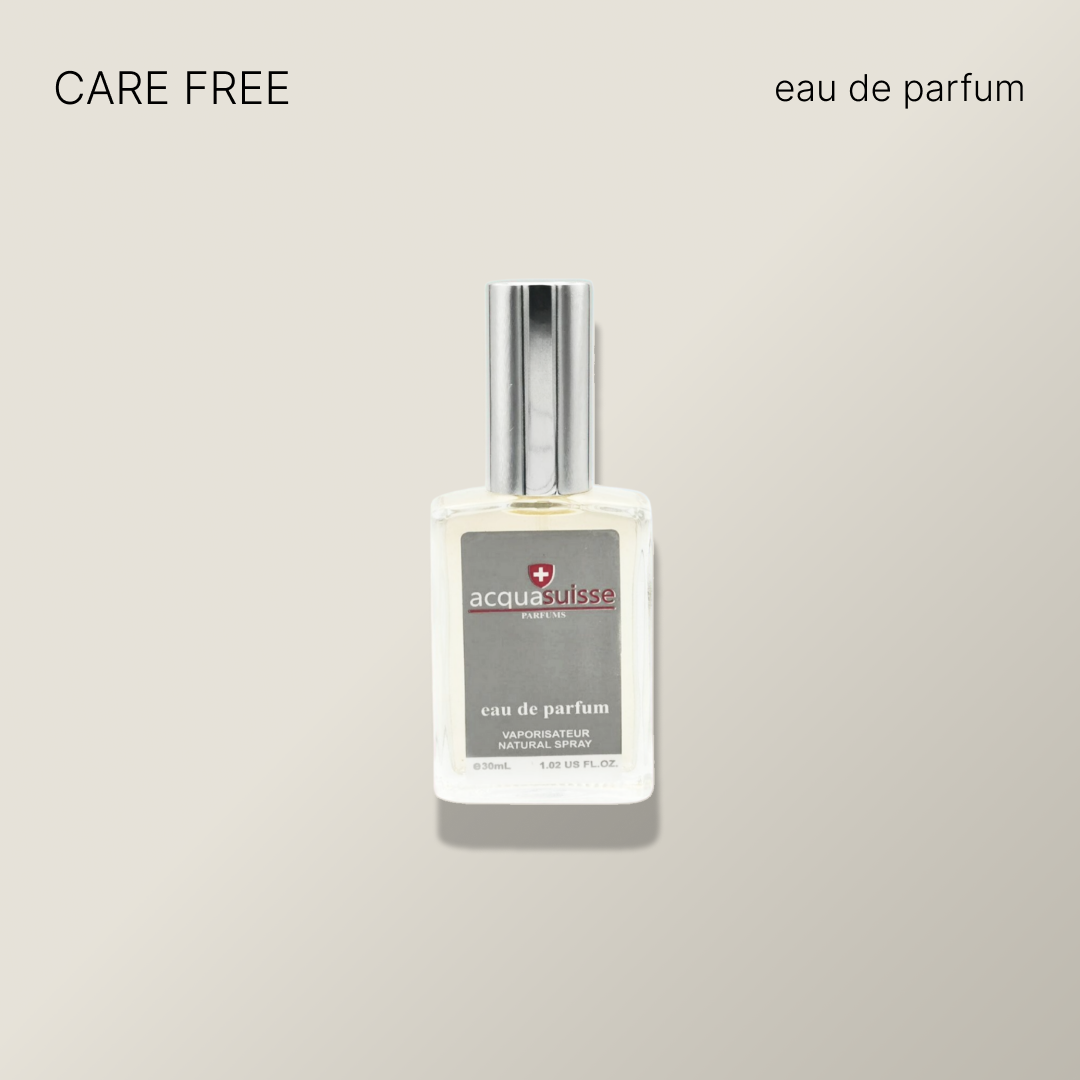 CARE FREE
eau de parfum
acquasuisse
PARFUMS
eau de parfum
VAPORISATEUR
NATURAL SPRAY
℮30mL 1.02 US FL.OZ.